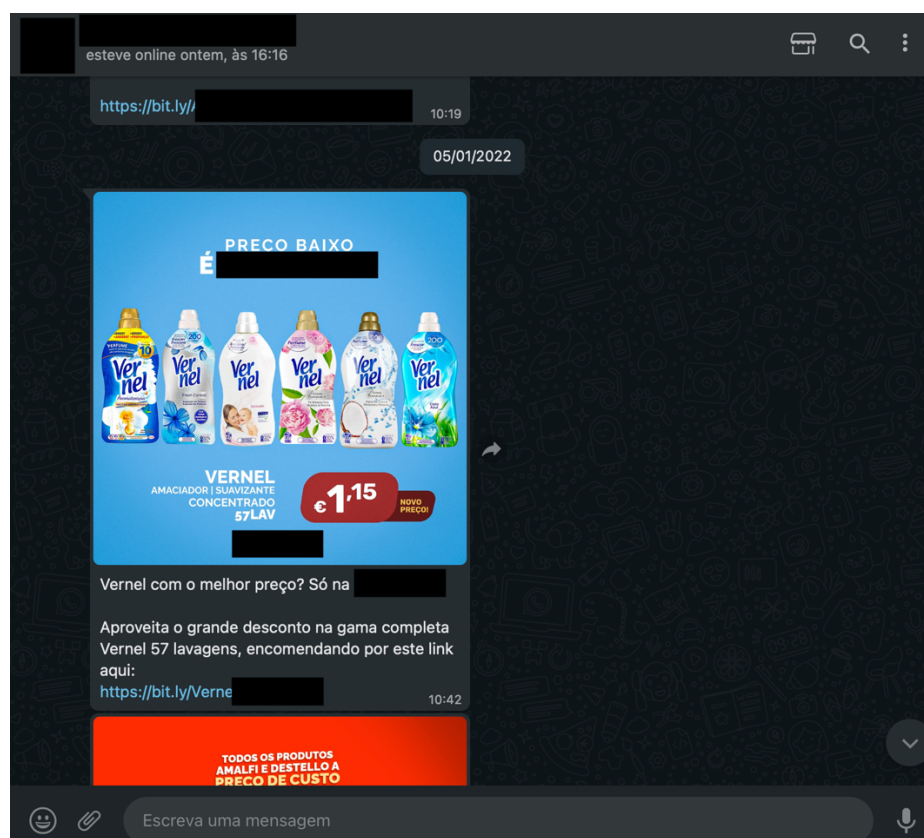 esteve online ontem, às 16:16
https://bit.ly/
10:19
05/01/2022
PREÇO BAIXO
É
Vernel
Vernel
Vernel
Vernel
Vernel
Vernel
VERNEL
AMACIADOR | SUAVIZANTE
CONCENTRADO
57LAV
€1,15
NOVO
PREÇO!
Vernel com o melhor preço? Só na
Aproveita o grande desconto na gama completa
Vernel 57 lavagens, encomendando por este link
aqui:
https://bit.ly/Verne
10:42
TODOS OS PRODUTOS
AMALFI E DESTELLO A
PREÇO DE CUSTO
Escreva uma mensagem